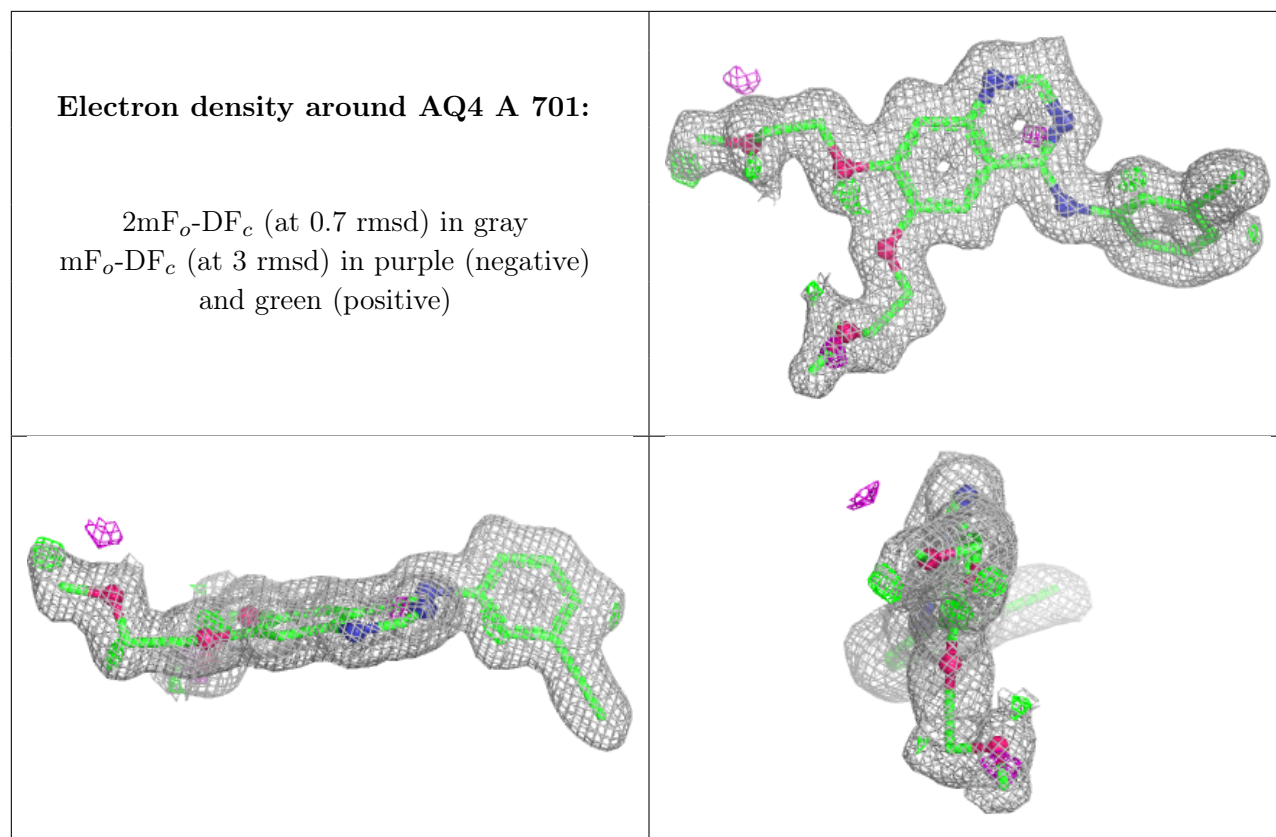 Electron density around AQ4 A 701:
2mFₒ-DF𝒸 (at 0.7 rmsd) in gray
mFₒ-DF𝒸 (at 3 rmsd) in purple (negative)
and green (positive)